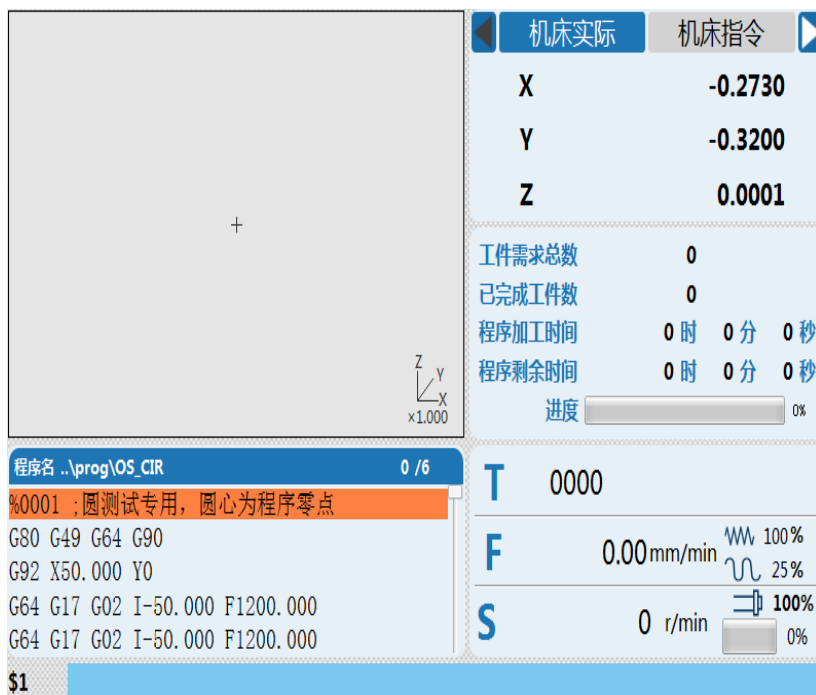 机床实际 机床指令
X -0.2730
Y -0.3200
Z 0.0001
工件需求总数 0
已完成工件数 0
程序加工时间 0 时 0 分 0 秒
程序剩余时间 0 时 0 分 0 秒
进度 0%
Z
Y
X
×1.000
程序名 ..\prog\OS_CIR 0 /6
%0001 ;圆测试专用，圆心为程序零点
G80 G49 G64 G90
G92 X50.000 Y0
G64 G17 G02 I-50.000 F1200.000
G64 G17 G02 I-50.000 F1200.000
T 0000
F 0.00 mm/min 100%
25%
S 0 r/min 100%
0%
$1